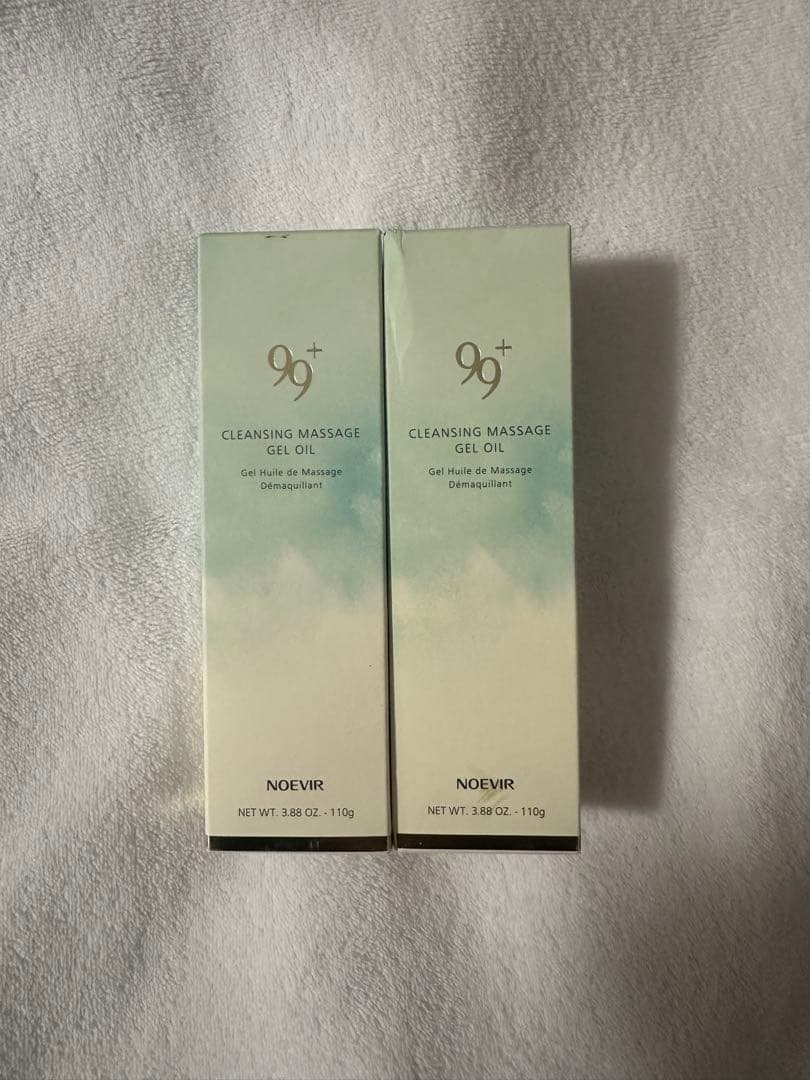 99+
CLEANSING MASSAGE
GEL OIL
Gel Huile de Massage
Démaquillant
NOEVIR
NET WT. 3.88 OZ. - 110g
99+
CLEANSING MASSAGE
GEL OIL
Gel Huile de Massage
Démaquillant
NOEVIR
NET WT. 3.88 OZ. - 110g